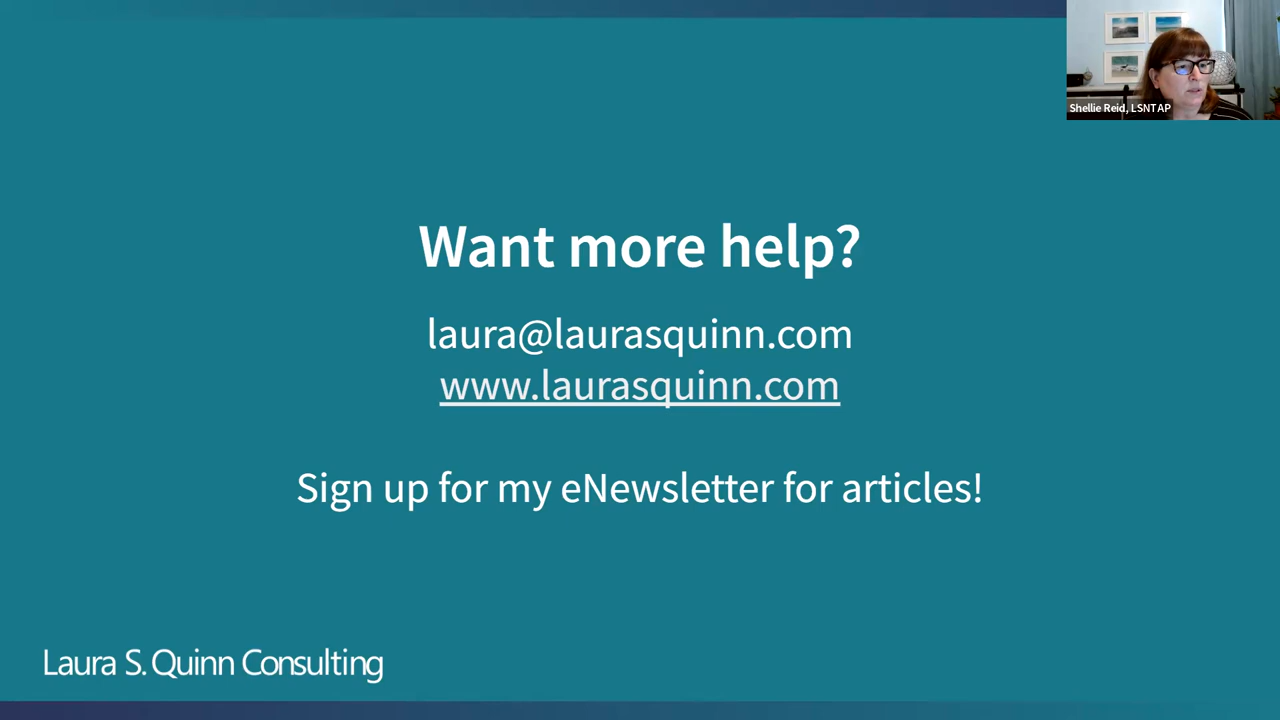 Shellie Reid, LSNTAP
Want more help?
laura@laurasquinn.com
www.laurasquinn.com
Sign up for my eNewsletter for articles!
Laura S. Quinn Consulting